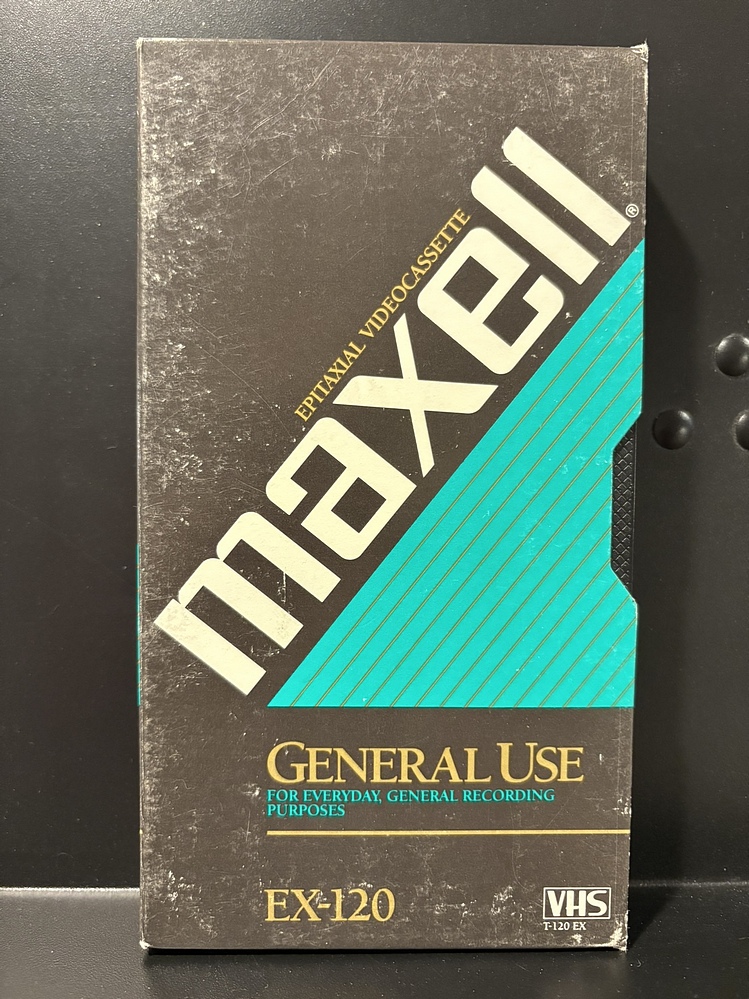 EPITAXIAL VIDEOCASSETTE
maxell®
GENERAL USE
FOR EVERYDAY, GENERAL RECORDING
PURPOSES
EX-120
VHS
T-120 EX